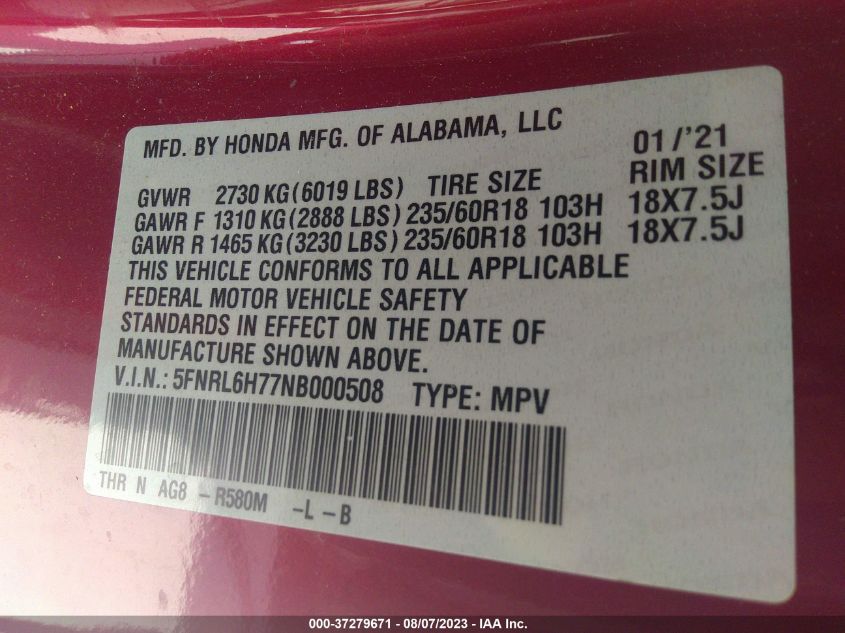 MFD. BY HONDA MFG. OF ALABAMA, LLC 01/'21
GVWR 2730 KG(6019 LBS) TIRE SIZE RIM SIZE
GAWR F 1310 KG(2888 LBS) 235/60R18 103H 18X7.5J
GAWR R 1465 KG(3230 LBS) 235/60R18 103H 18X7.5J
THIS VEHICLE CONFORMS TO ALL APPLICABLE
FEDERAL MOTOR VEHICLE SAFETY
STANDARDS IN EFFECT ON THE DATE OF
MANUFACTURE SHOWN ABOVE.
V.I.N.: 5FNRL6H77NB000508 TYPE: MPV
THR N AG8 -R580M -L-B
000-37279671 - 08/07/2023 - IAA Inc.